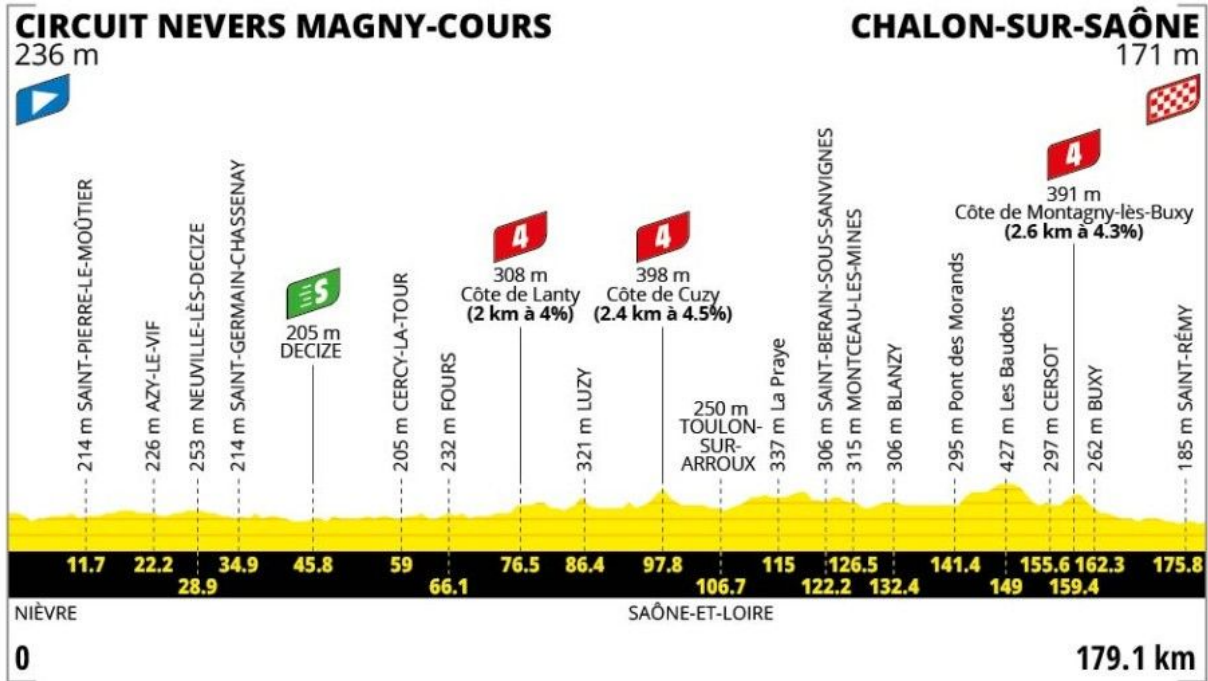 CIRCUIT NEVERS MAGNY-COURS
236 m
CHALON-SUR-SAÔNE
171 m
214 m SAINT-PIERRE-LE-MOÛTIER
226 m AZY-LE-VIF
253 m NEUVILLE-LÈS-DECIZE
214 m SAINT-GERMAIN-CHASSENAY
S
205 m
DECIZE
205 m CERCY-LA-TOUR
232 m FOURS
4
308 m
Côte de Lanty
(2 km à 4%)
321 m LUZY
4
398 m
Côte de Cuzy
(2.4 km à 4.5%)
250 m
TOULON-
SUR-
ARROUX
337 m La Praye
306 m SAINT-BERAIN-SOUS-SANVIGNES
315 m MONTCEAU-LES-MINES
306 m BLANZY
295 m Pont des Morands
427 m Les Baudots
297 m CERSOT
4
391 m
Côte de Montagny-lès-Buxy
(2.6 km à 4.3%)
262 m BUXY
185 m SAINT-RÉMY
11.7 22.2 34.9 45.8 59 76.5 86.4 97.8 115 126.5 141.4 155.6 162.3 175.8
28.9 66.1 106.7 122.2 132.4 149 159.4
NIÈVRE
SAÔNE-ET-LOIRE
0
179.1 km